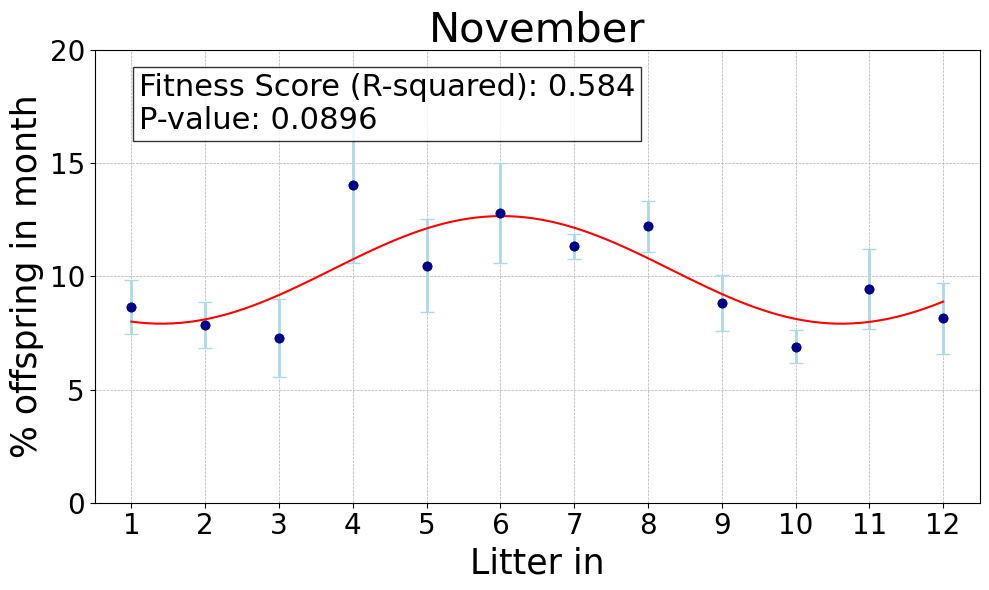 November
Fitness Score (R-squared): 0.584
P-value: 0.0896
% offspring in month
20
15
10
5
0
1 2 3 4 5 6 7 8 9 10 11 12
Litter in